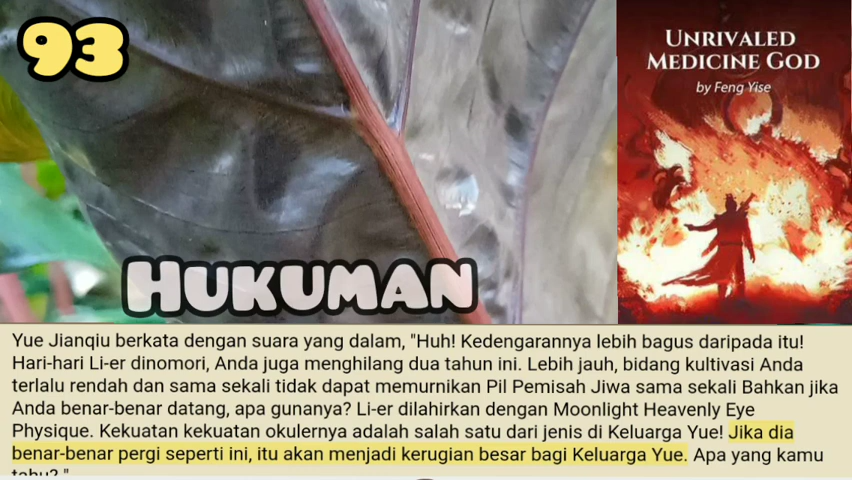 93
UNRIVALED
MEDICINE GOD
by Feng Yise
HUKUMAN
Yue Jianqiu berkata dengan suara yang dalam, "Huh! Kedengarannya lebih bagus daripada itu!
Hari-hari Li-er dinomori, Anda juga menghilang dua tahun ini. Lebih jauh, bidang kultivasi Anda
terlalu rendah dan sama sekali tidak dapat memurnikan Pil Pemisah Jiwa sama sekali Bahkan jika
Anda benar-benar datang, apa gunanya? Li-er dilahirkan dengan Moonlight Heavenly Eye
Physique. Kekuatan kekuatan okulernya adalah salah satu dari jenis di Keluarga Yue! Jika dia
benar-benar pergi seperti ini, itu akan menjadi kerugian besar bagi Keluarga Yue. Apa yang kamu
tahu? "